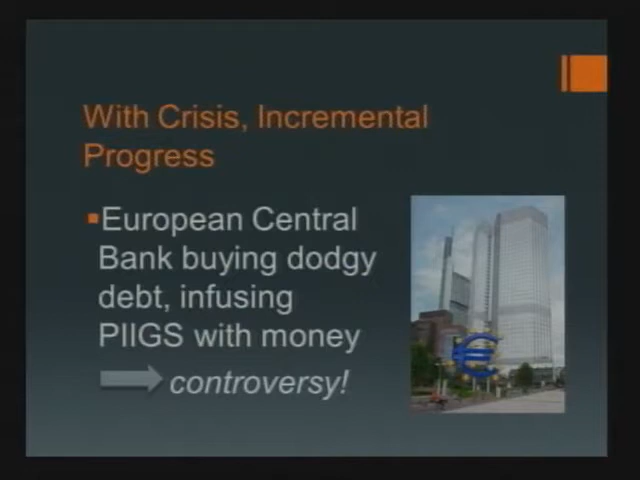 With Crisis, Incremental
Progress
▪European Central
Bank buying dodgy
debt, infusing
PIIGS with money
controversy!